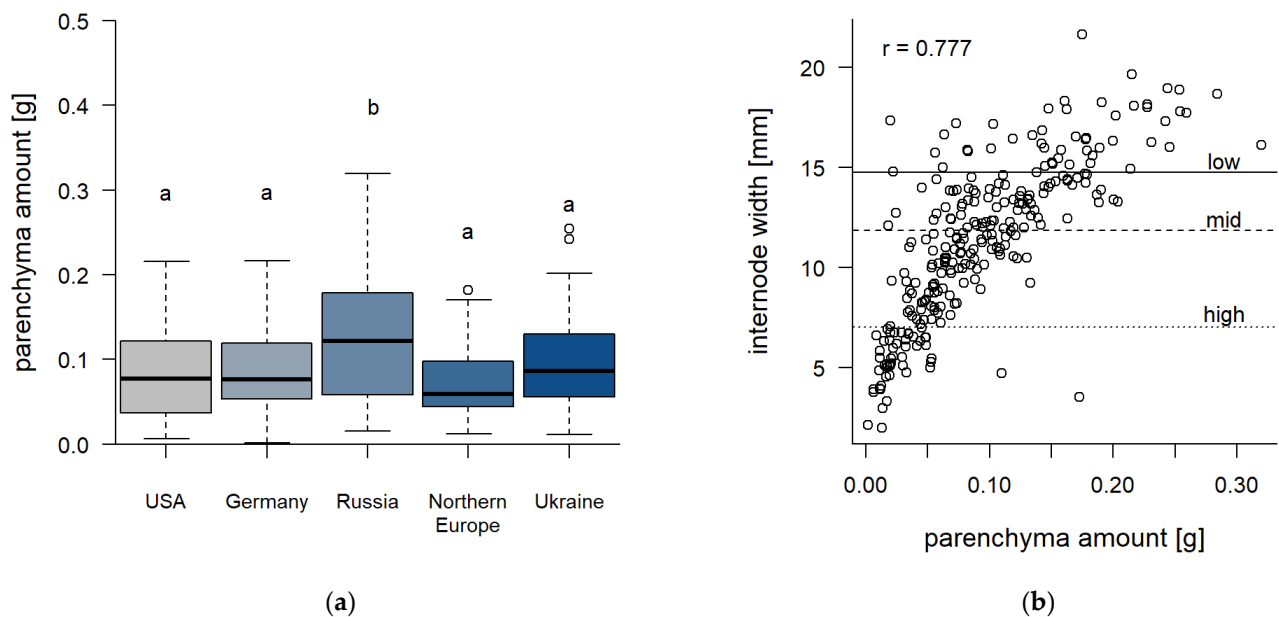 parenchyma amount [g]
0.5
0.4
0.3
0.2
0.1
0.0
a
a
b
a
a
USA
Germany
Russia
Northern
Europe
Ukraine
(a)
internode width [mm]
20
15
10
5
r = 0.777
low
mid
high
0.00
0.10
0.20
0.30
parenchyma amount [g]
(b)